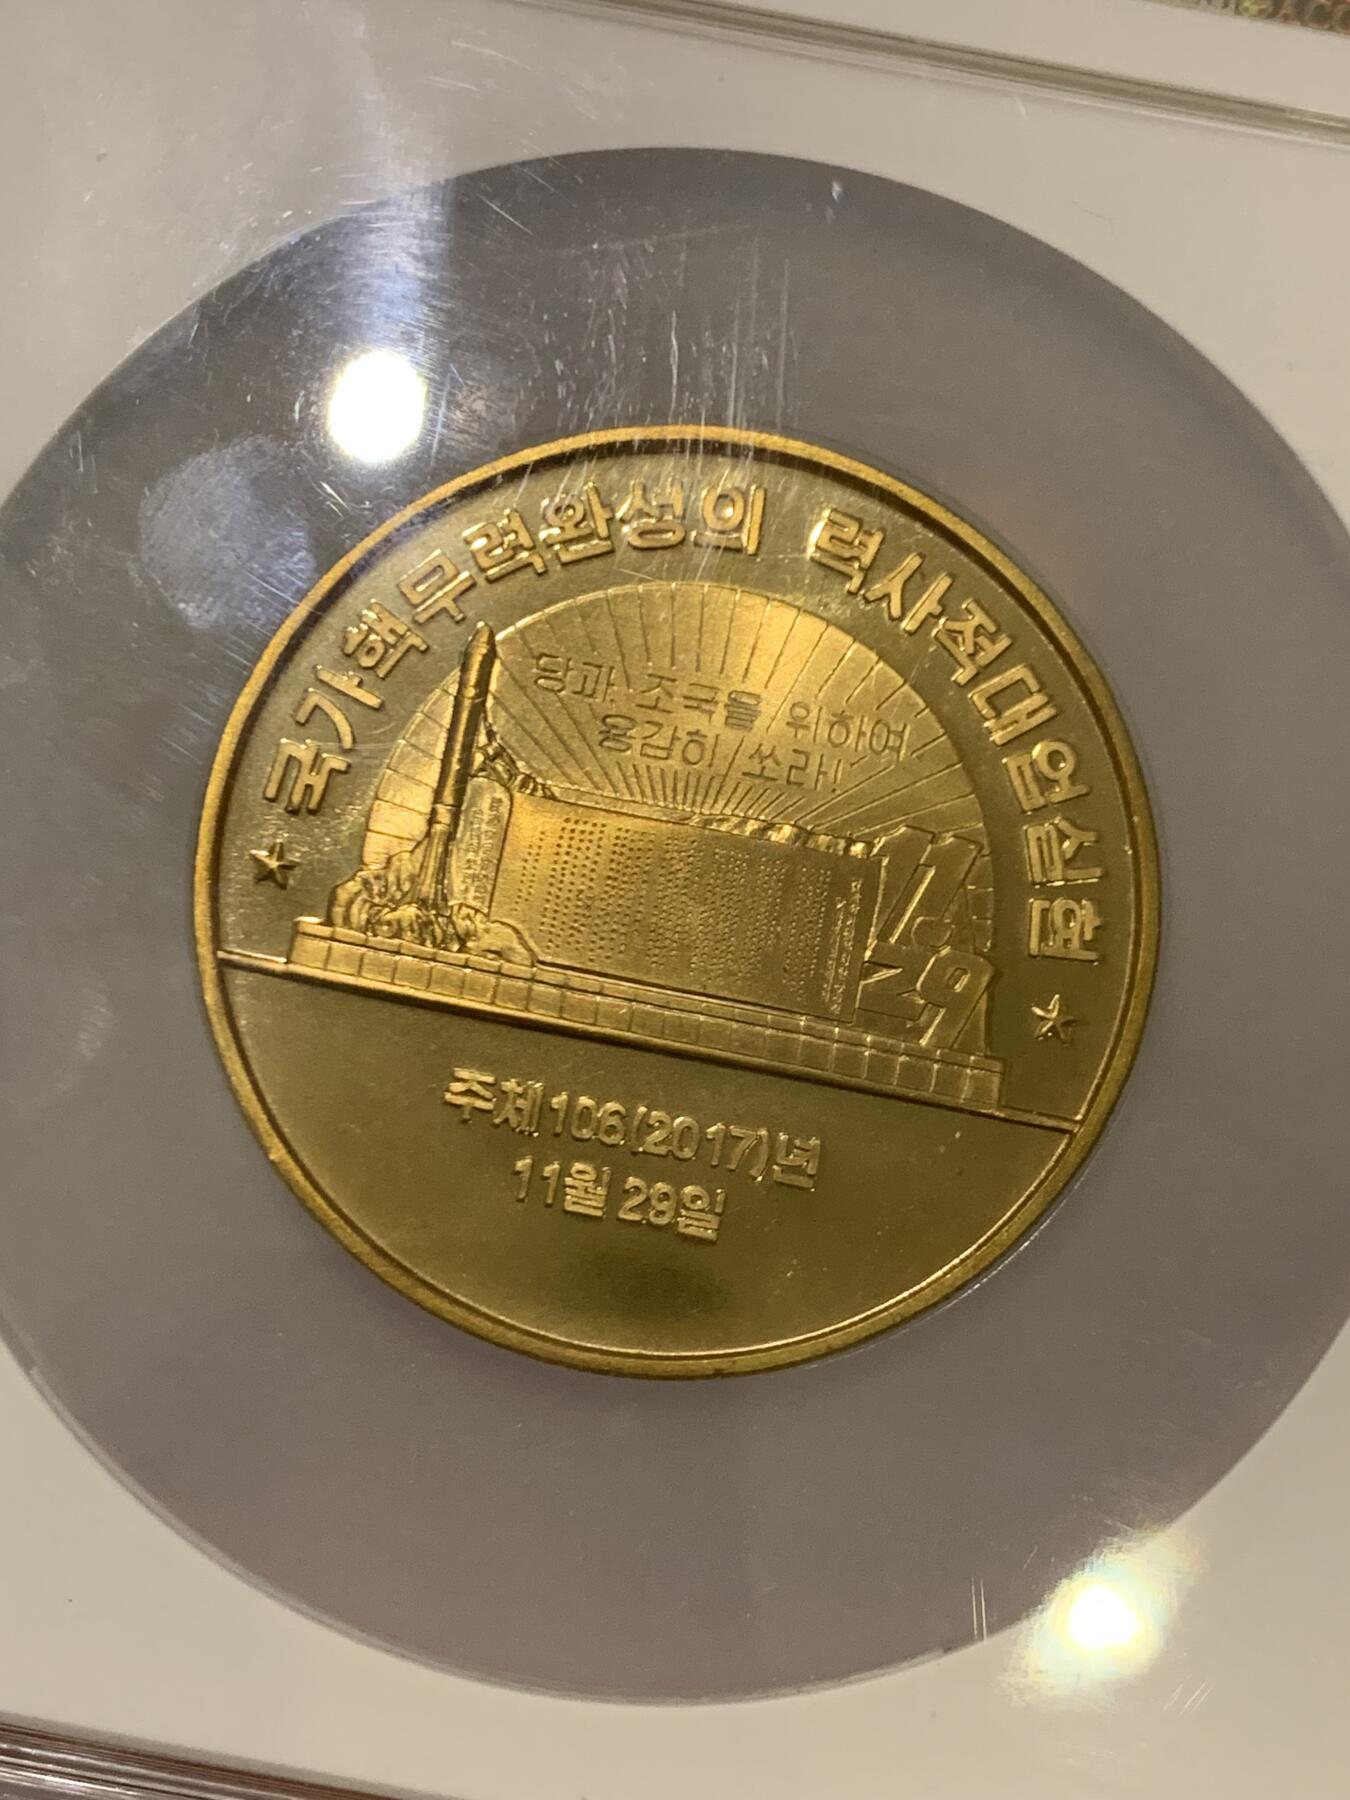 국가핵무력완성의 력사적대업실현
당과 조국을 위하여
용감히 쏘라!
11.
29
주체106(2017)년
11월 29일